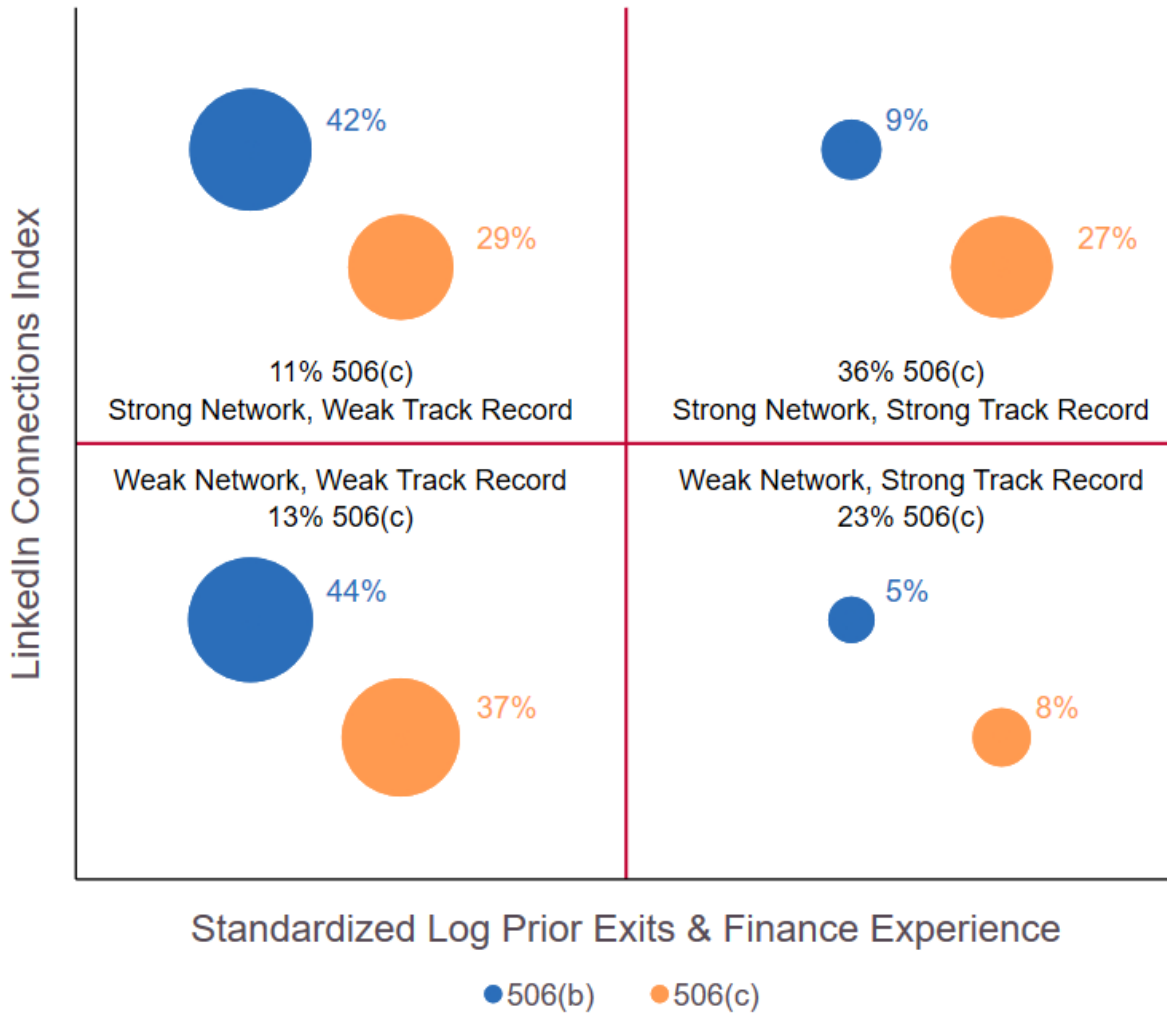 LinkedIn Connections Index
42%
9%
29%
27%
11% 506(c)
Strong Network, Weak Track Record
36% 506(c)
Strong Network, Strong Track Record
Weak Network, Weak Track Record
13% 506(c)
Weak Network, Strong Track Record
23% 506(c)
44%
5%
37%
8%
Standardized Log Prior Exits & Finance Experience
506(b)
506(c)